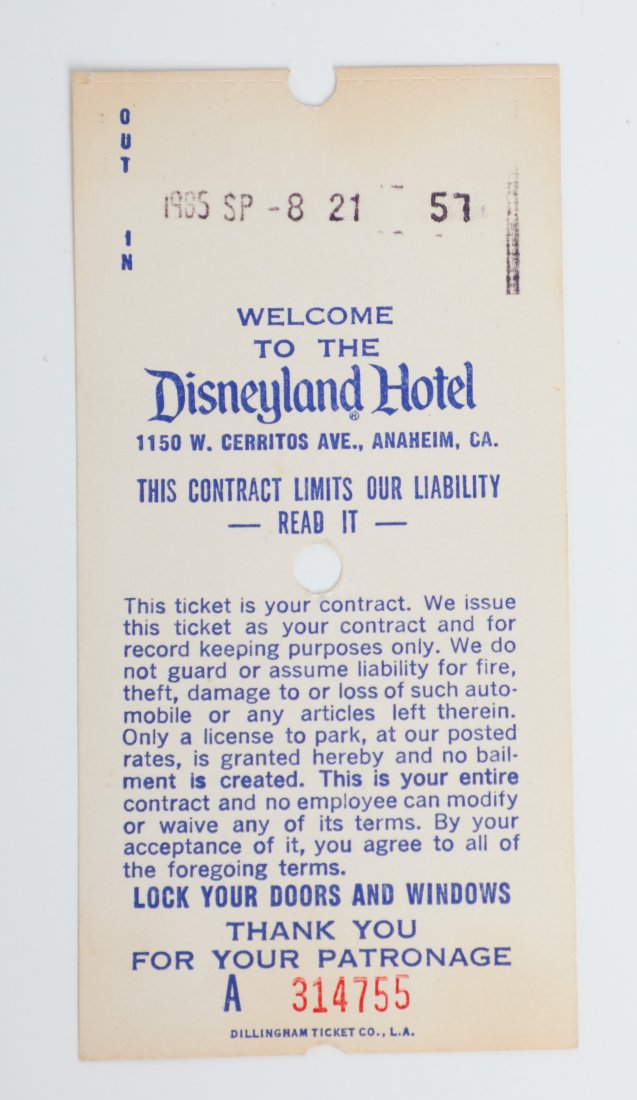 OUT
IN
1985 SP -8 21 57
WELCOME
TO THE
Disneyland Hotel
®
1150 W. CERRITOS AVE., ANAHEIM, CA.
THIS CONTRACT LIMITS OUR LIABILITY
— READ IT —
This ticket is your contract. We issue
this ticket as your contract and for
record keeping purposes only. We do
not guard or assume liability for fire,
theft, damage to or loss of such auto-
mobile or any articles left therein.
Only a license to park, at our posted
rates, is granted hereby and no bail-
ment is created. This is your entire
contract and no employee can modify
or waive any of its terms. By your
acceptance of it, you agree to all of
the foregoing terms.
LOCK YOUR DOORS AND WINDOWS
THANK YOU
FOR YOUR PATRONAGE
A 314755
DILLINGHAM TICKET CO., L.A.